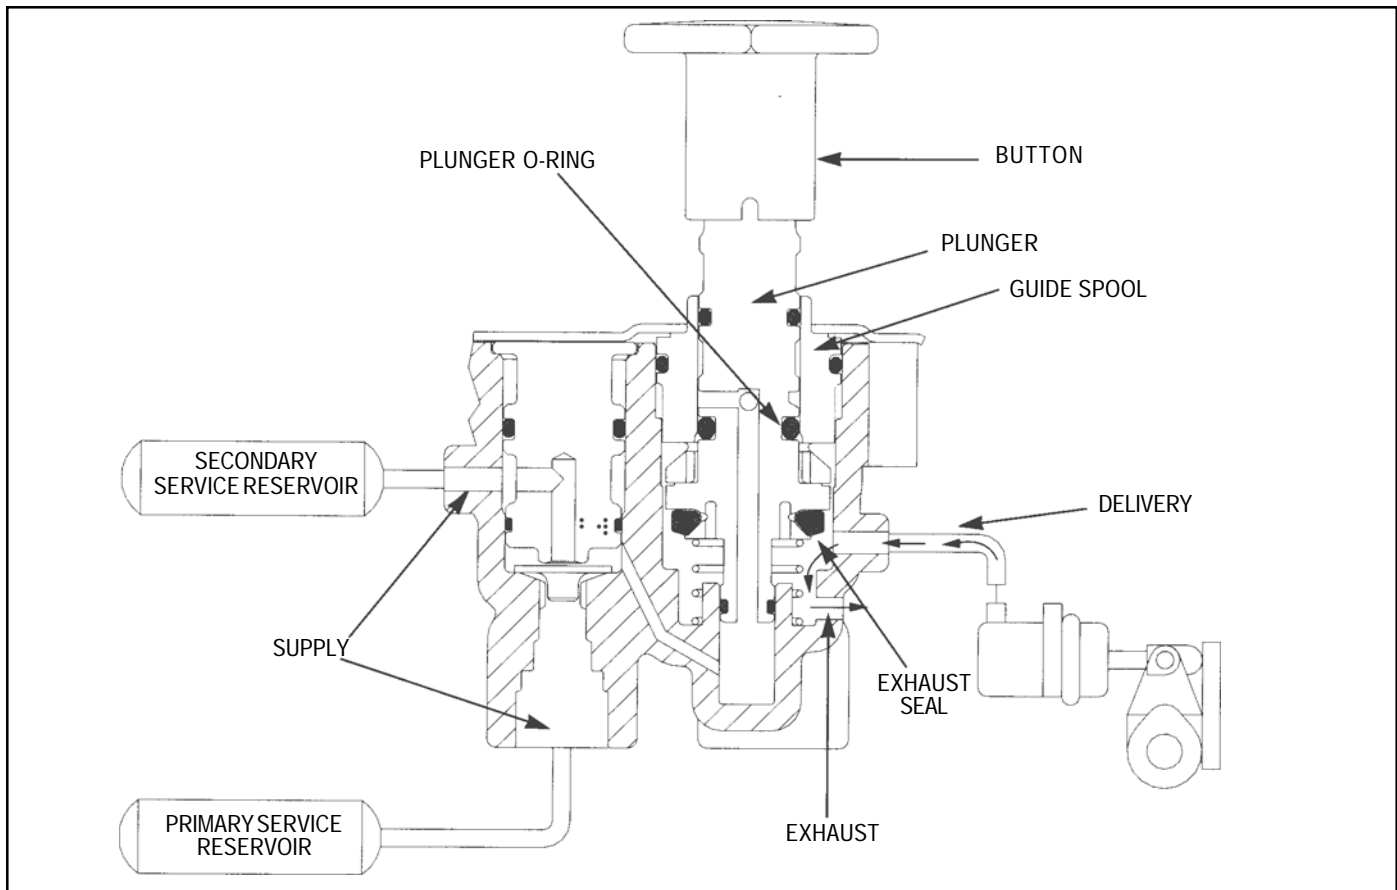 PLUNGER O-RING
BUTTON
PLUNGER
GUIDE SPOOL
SECONDARY
SERVICE RESERVOIR
DELIVERY
SUPPLY
EXHAUST
SEAL
PRIMARY SERVICE
RESERVOIR
EXHAUST